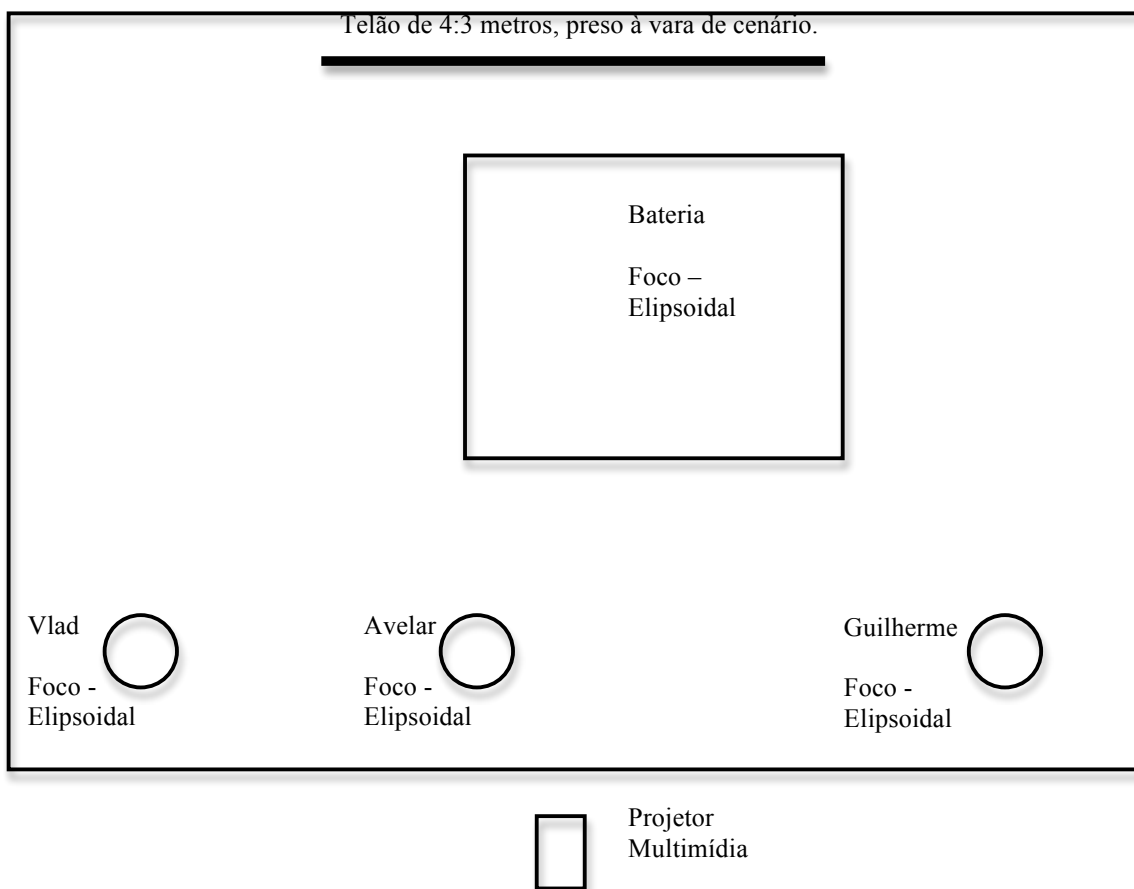 Telão de 4:3 metros, preso à vara de cenário.
Bateria
Foco –
Elipsoidal
Vlad
Foco -
Elipsoidal
Avelar
Foco -
Elipsoidal
Guilherme
Foco -
Elipsoidal
Projetor
Multimídia